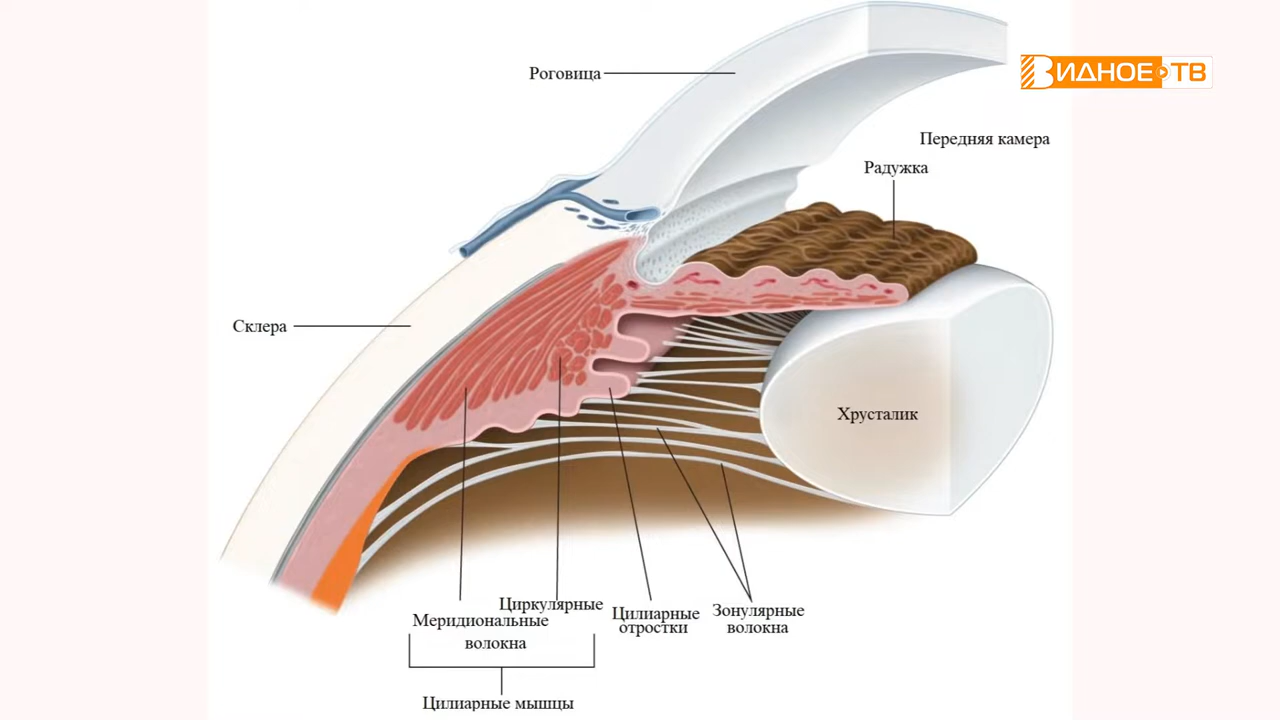 Роговица
ВИДНОЕ ТВ
Передняя камера
Радужка
Склера
Хрусталик
Циркулярные
Меридиональные
волокна
Цилиарные
отростки
Зонулярные
волокна
Цилиарные мышцы